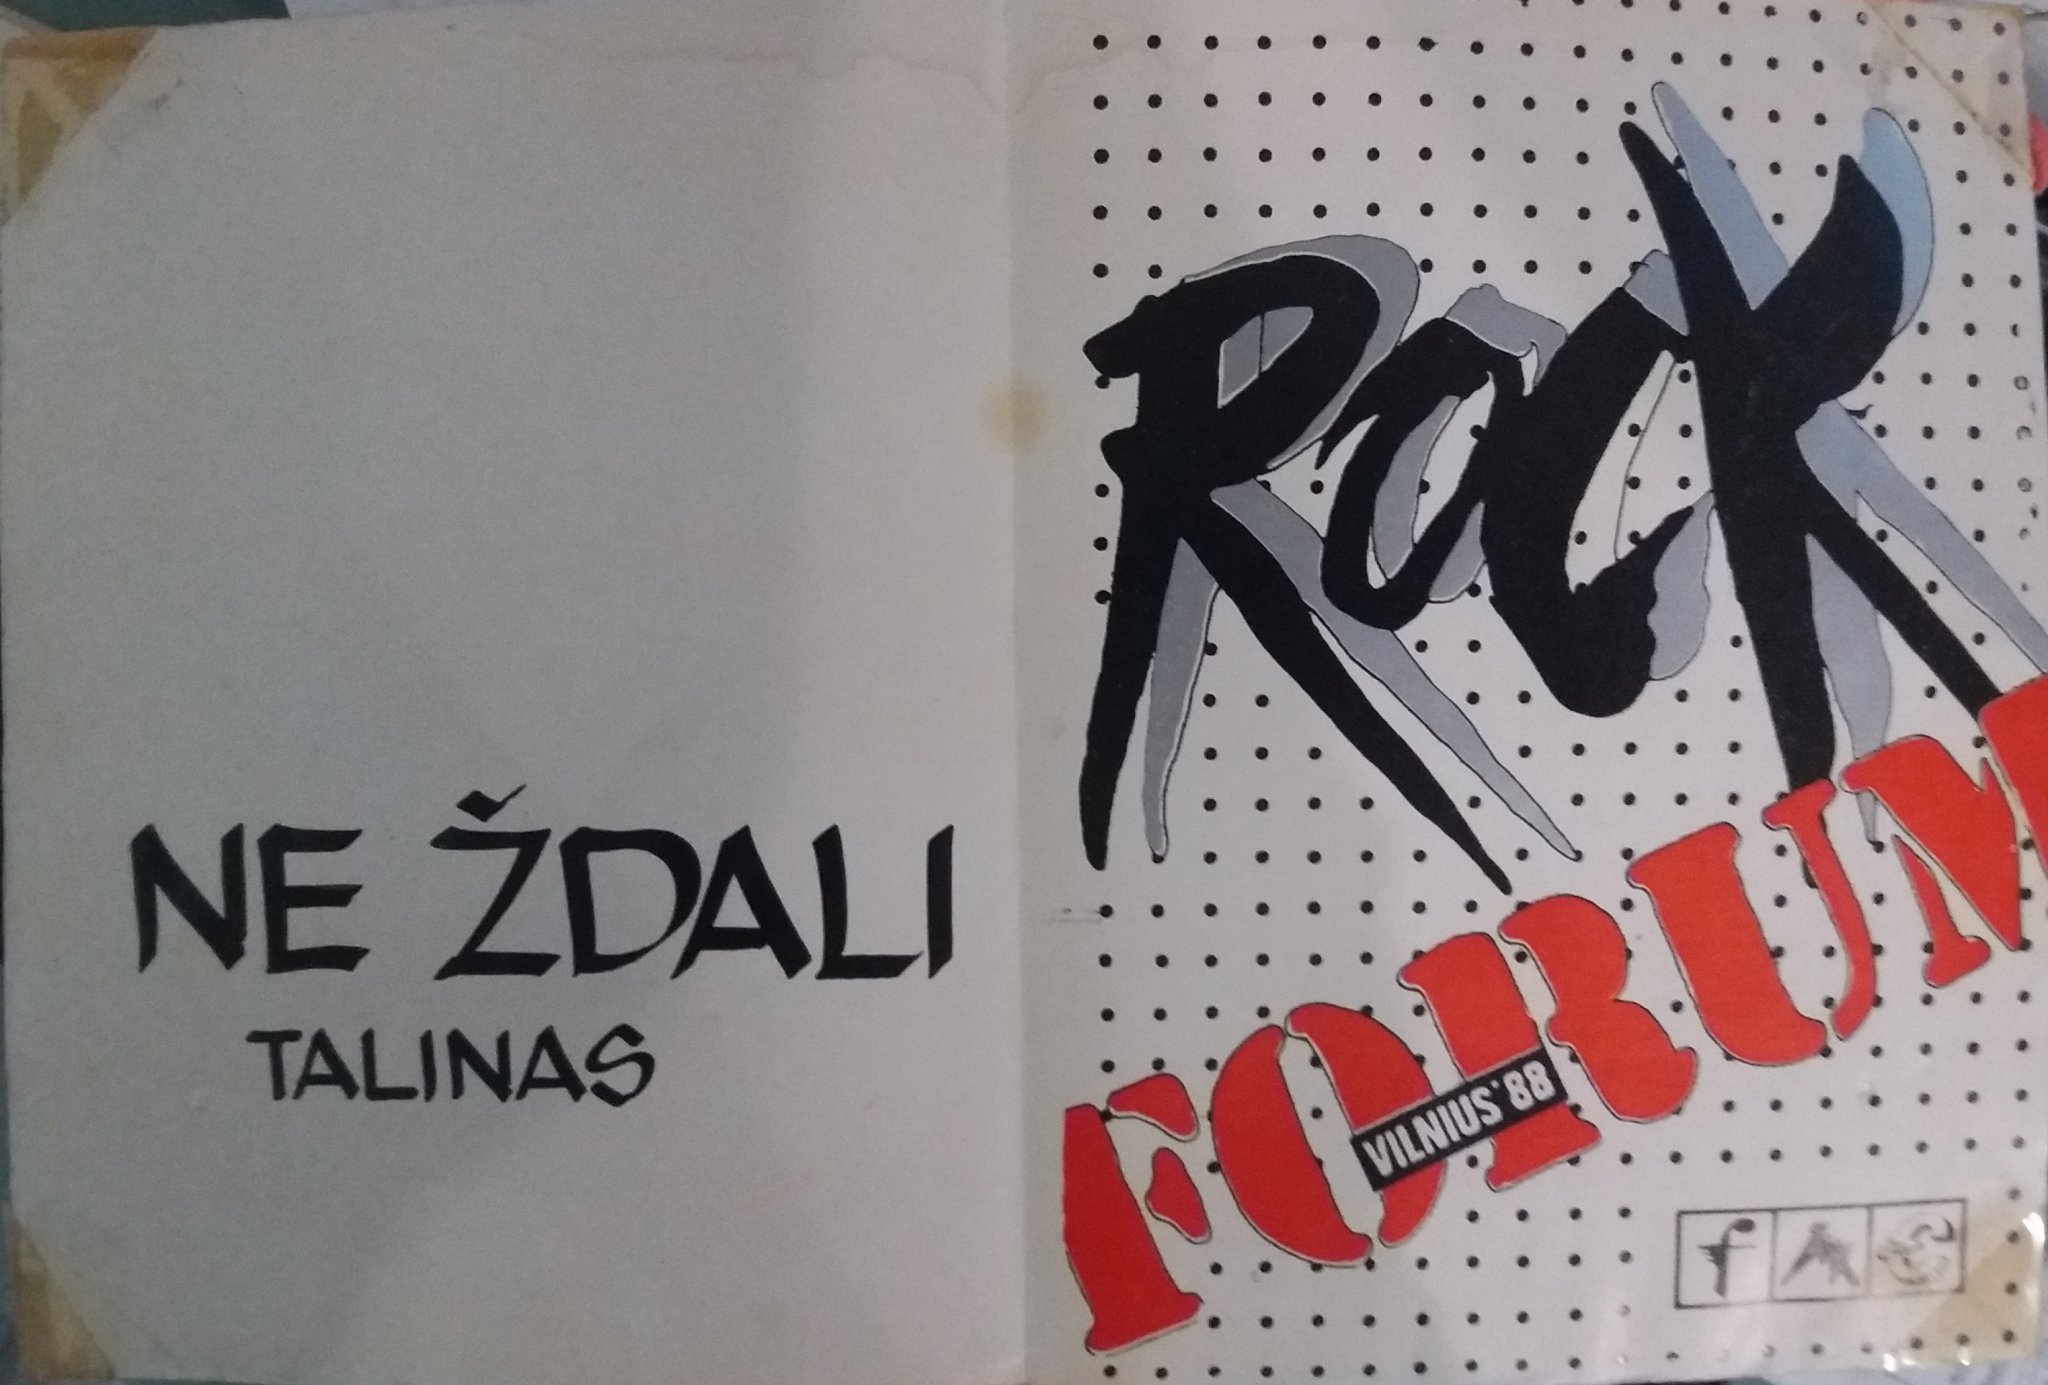 NE ŽDALI
TALINAS
ROCK
FORUM
VILNIUS'88